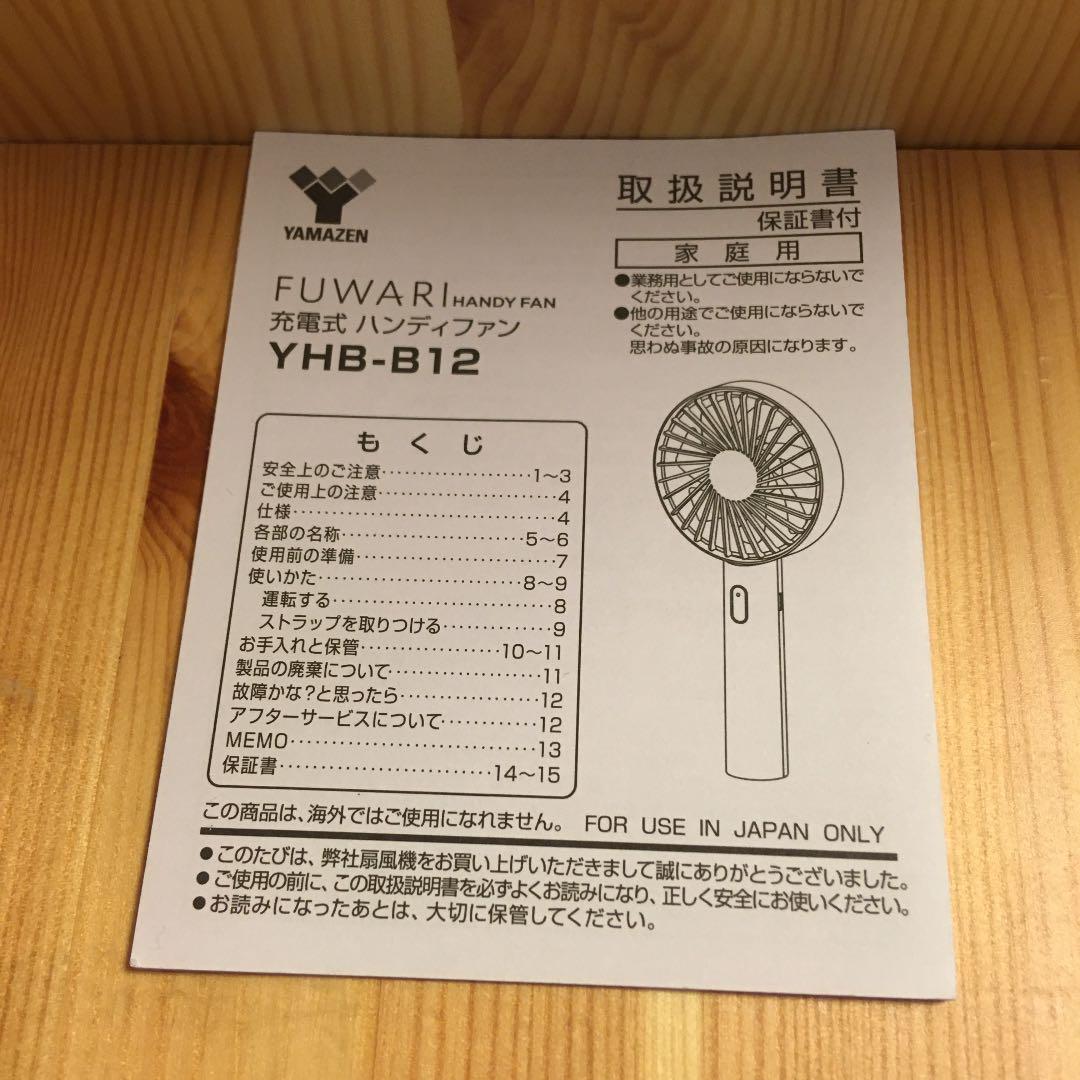 YAMAZEN
FUWARI HANDY FAN
充電式 ハンディファン
YHB-B12
取扱説明書
保証書付
家庭用
●業務用としてご使用にならないで
ください。
●他の用途でご使用にならないで
ください。
思わぬ事故の原因になります。
もくじ
安全上のご注意····················1〜3
ご使用上の注意························4
仕様··································4
各部の名称························5〜6
使用前の準備··························7
使いかた··························8〜9
運転する······························8
ストラップを取りつける··············9
お手入れと保管··················10〜11
製品の廃棄について··················11
故障かな?と思ったら················12
アフターサービスについて············12
MEMO······························13
保証書··························14〜15
この商品は、海外ではご使用になれません。 FOR USE IN JAPAN ONLY
●このたびは、弊社扇風機をお買い上げいただきまして誠にありがとうございました。
●ご使用の前に、この取扱説明書を必ずよくお読みになり、正しく安全にお使いください。
●お読みになったあとは、大切に保管してください。